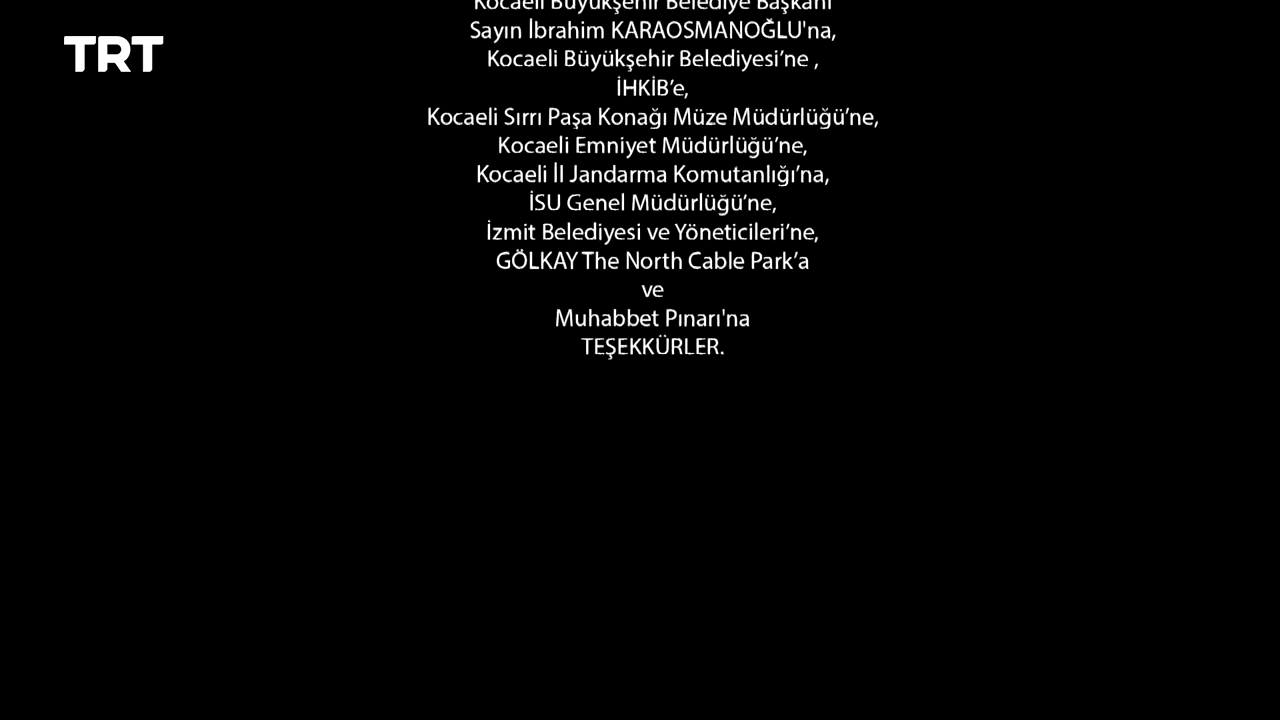 TRT
Kocaeli Büyükşehir Belediye Başkanı
Sayın İbrahim KARAOSMANOĞLU'na,
Kocaeli Büyükşehir Belediyesi’ne ,
İHKİB’e,
Kocaeli Sırrı Paşa Konağı Müze Müdürlüğü’ne,
Kocaeli Emniyet Müdürlüğü’ne,
Kocaeli İl Jandarma Komutanlığı’na,
İSU Genel Müdürlüğü’ne,
İzmit Belediyesi ve Yöneticileri’ne,
GÖLKAY The North Cable Park’a
ve
Muhabbet Pınarı'na
TEŞEKKÜRLER.